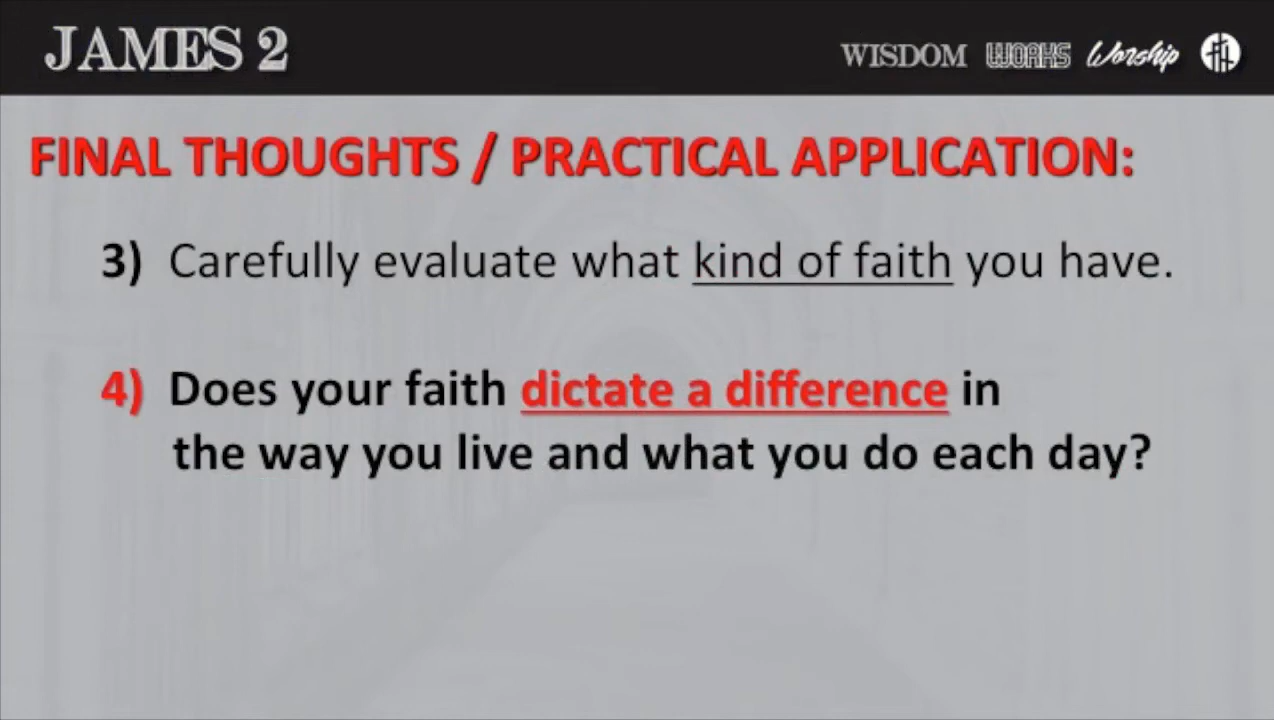 JAMES 2
WISDOM WORKS Worship
FINAL THOUGHTS / PRACTICAL APPLICATION:
3) Carefully evaluate what kind of faith you have.
4) Does your faith dictate a difference in
the way you live and what you do each day?